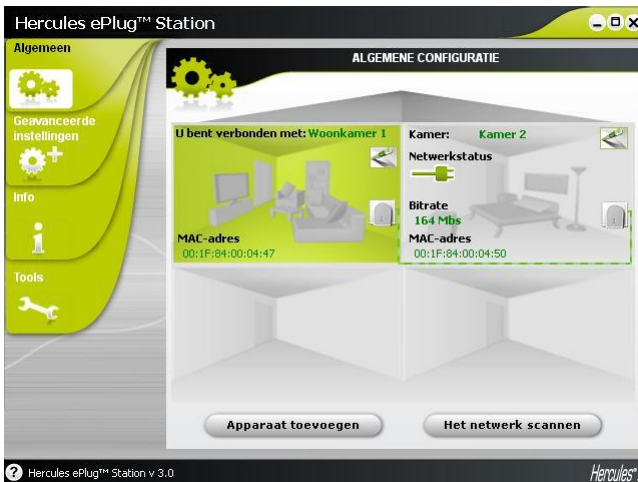 Hercules ePlug™ Station
Algemeen
Geavanceerde
instellingen
Info
Tools
ALGEMENE CONFIGURATIE
U bent verbonden met: Woonkamer 1
MAC-adres
00:1F:84:00:04:47
Kamer: Kamer 2
Netwerkstatus
Bitrate
164 Mbs
MAC-adres
00:1F:84:00:04:50
Apparaat toevoegen
Het netwerk scannen
? Hercules ePlug™ Station v 3.0
Hercules™